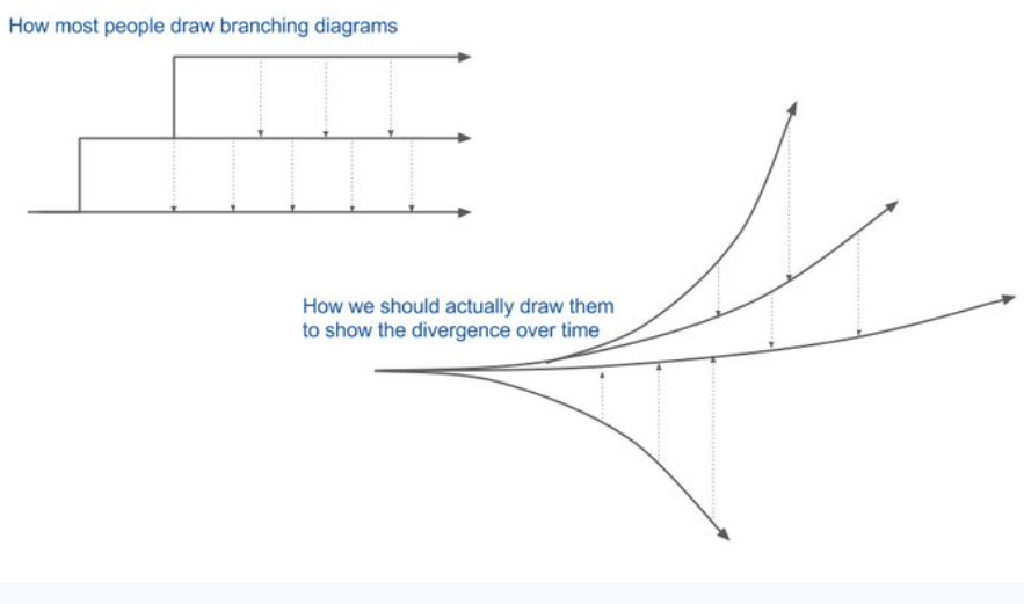 How most people draw branching diagrams
How we should actually draw them
to show the divergence over time